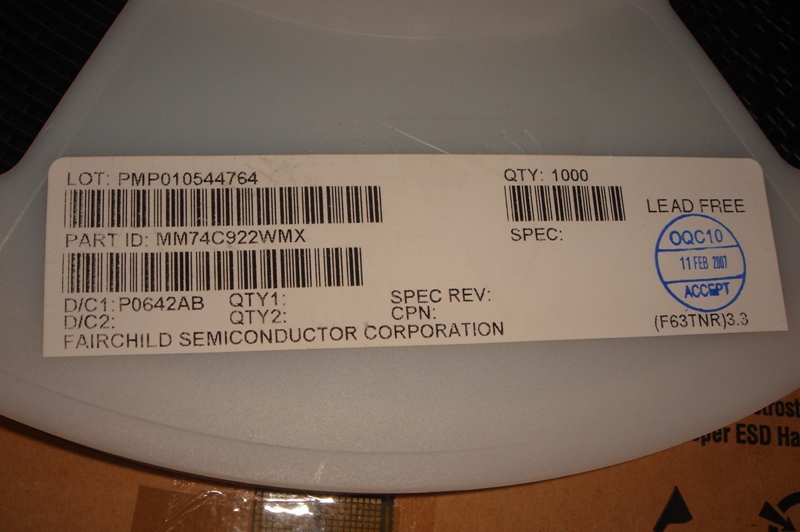 LOT: PMP010544764
QTY: 1000
PART ID: MM74C922WMX
SPEC:
LEAD FREE
OQC10
11 FEB 2007
ACCEPT
D/C1: P0642AB QTY1: SPEC REV:
D/C2: QTY2: CPN:
(F63TNR)3.3
FAIRCHILD SEMICONDUCTOR CORPORATION
ESD